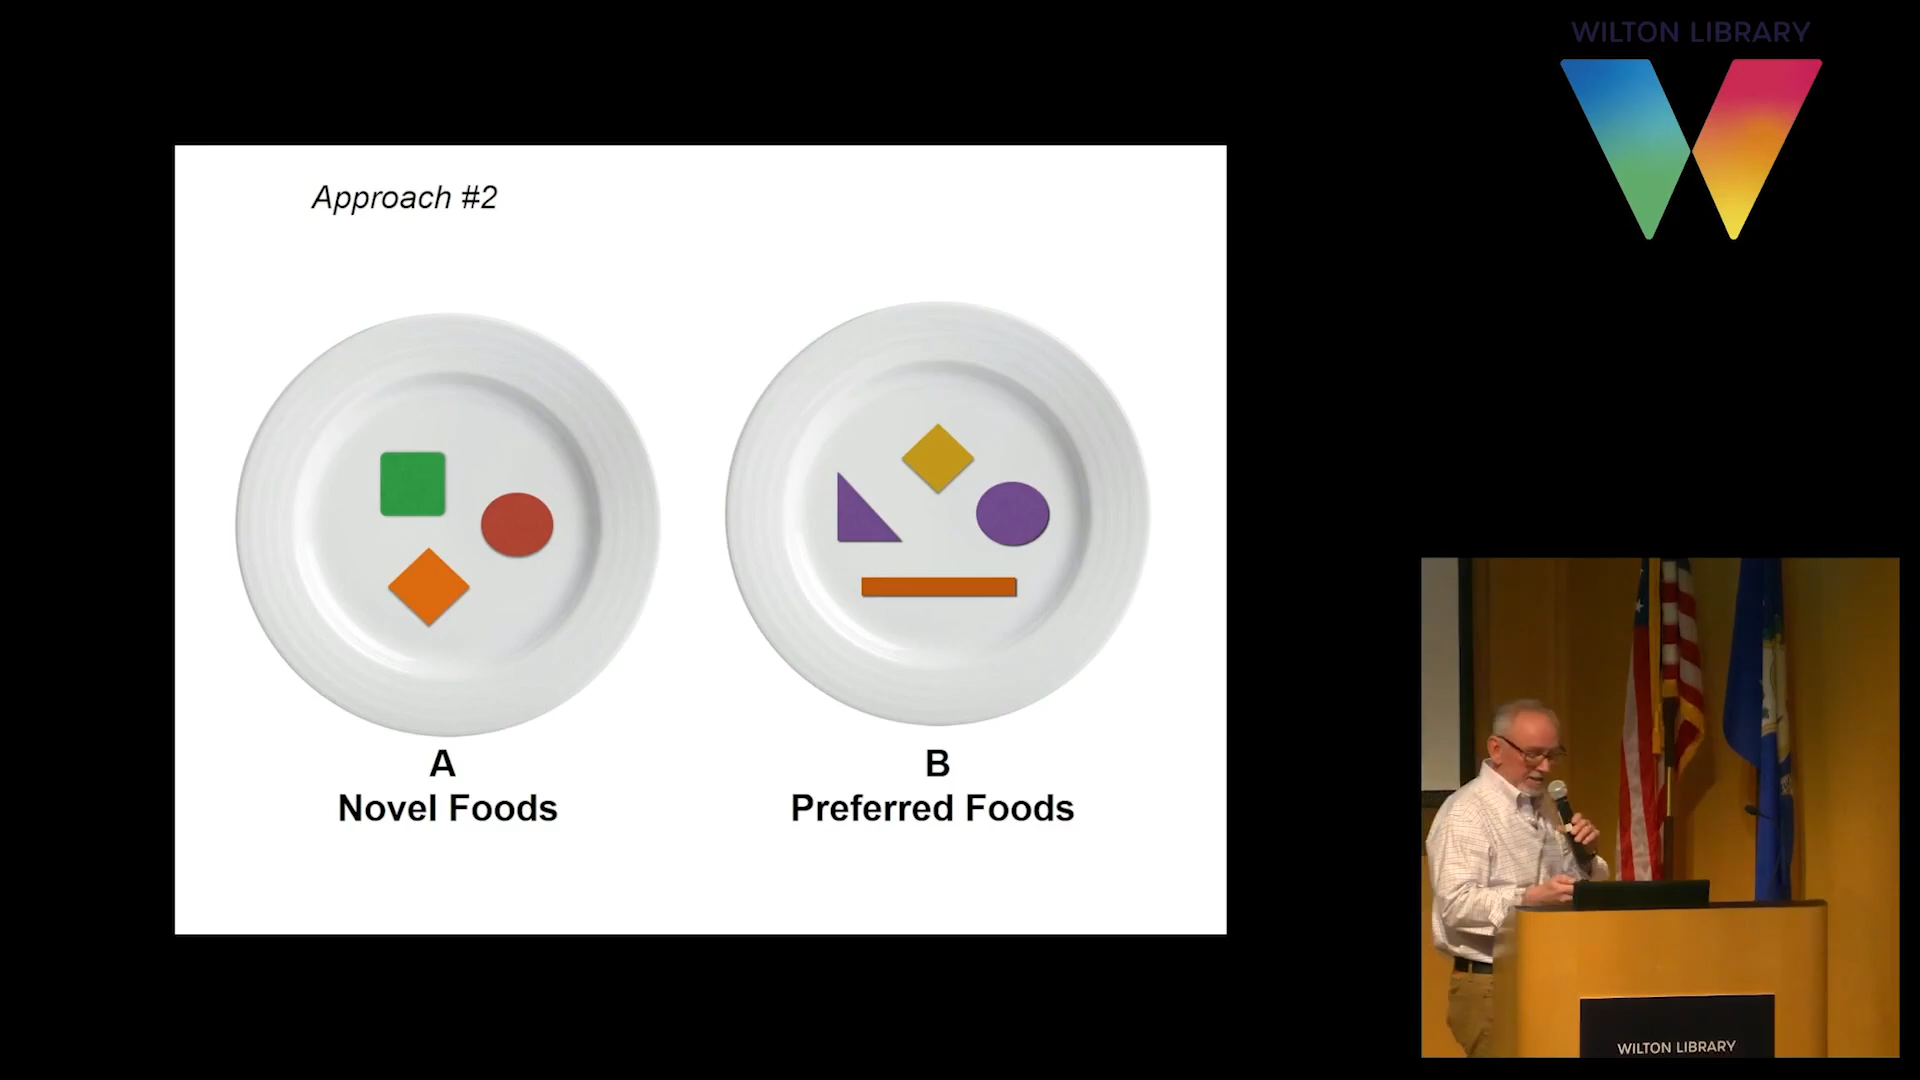 WILTON LIBRARY
Approach #2
A
Novel Foods
B
Preferred Foods
WILTON LIBRARY